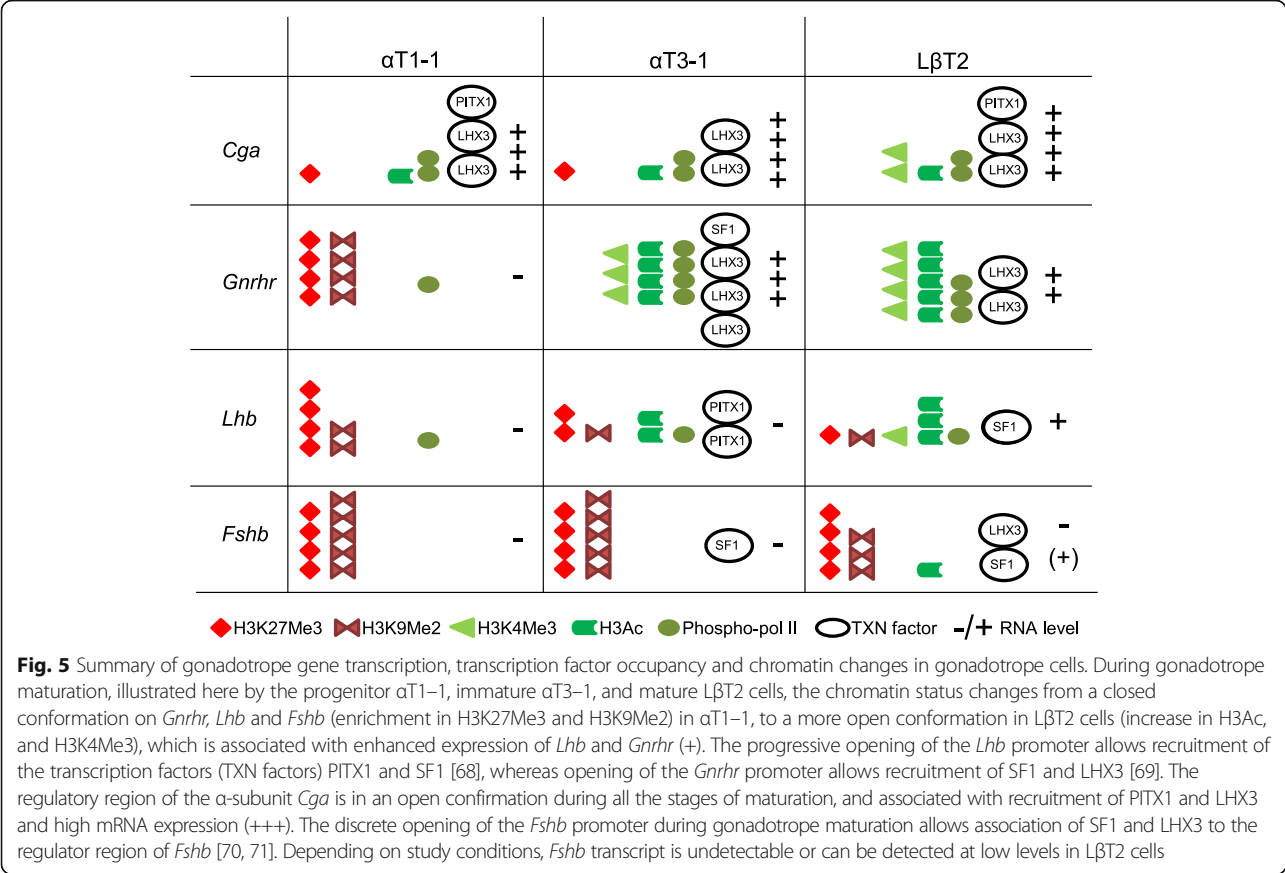 αT1-1 αT3-1 LβT2
Cga
PITX1
LHX3
LHX3
+
+
+
LHX3
LHX3
+
+
+
+
PITX1
LHX3
LHX3
+
+
+
+
Gnrhr
-
SF1
LHX3
LHX3
LHX3
+
+
+
LHX3
LHX3
+
+
Lhb
-
PITX1
PITX1
-
SF1
+
Fshb
-
SF1
-
LHX3
SF1
-
(+)
H3K27Me3 H3K9Me2 H3K4Me3 H3Ac Phospho-pol II TXN factor -/+ RNA level
Fig. 5 Summary of gonadotrope gene transcription, transcription factor occupancy and chromatin changes in gonadotrope cells. During gonadotrope
maturation, illustrated here by the progenitor αT1–1, immature αT3–1, and mature LβT2 cells, the chromatin status changes from a closed
conformation on Gnrhr, Lhb and Fshb (enrichment in H3K27Me3 and H3K9Me2) in αT1–1, to a more open conformation in LβT2 cells (increase in H3Ac,
and H3K4Me3), which is associated with enhanced expression of Lhb and Gnrhr (+). The progressive opening of the Lhb promoter allows recruitment of
the transcription factors (TXN factors) PITX1 and SF1 [68], whereas opening of the Gnrhr promoter allows recruitment of SF1 and LHX3 [69]. The
regulatory region of the α-subunit Cga is in an open confirmation during all the stages of maturation, and associated with recruitment of PITX1 and LHX3
and high mRNA expression (+++). The discrete opening of the Fshb promoter during gonadotrope maturation allows association of SF1 and LHX3 to the
regulator region of Fshb [70, 71]. Depending on study conditions, Fshb transcript is undetectable or can be detected at low levels in LβT2 cells